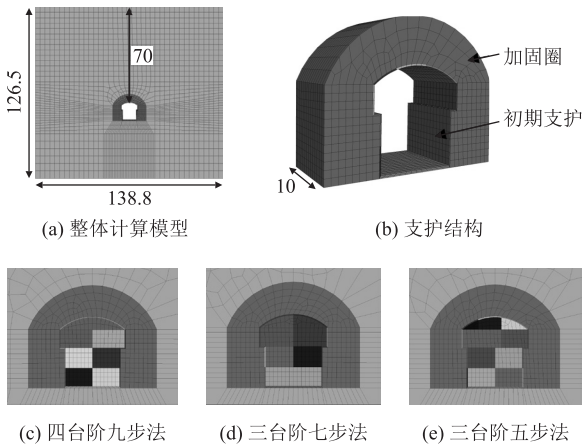 70
126.5
138.8
(a) 整体计算模型
加固圈
初期支护
10
(b) 支护结构
(c) 四台阶九步法
(d) 三台阶七步法
(e) 三台阶五步法